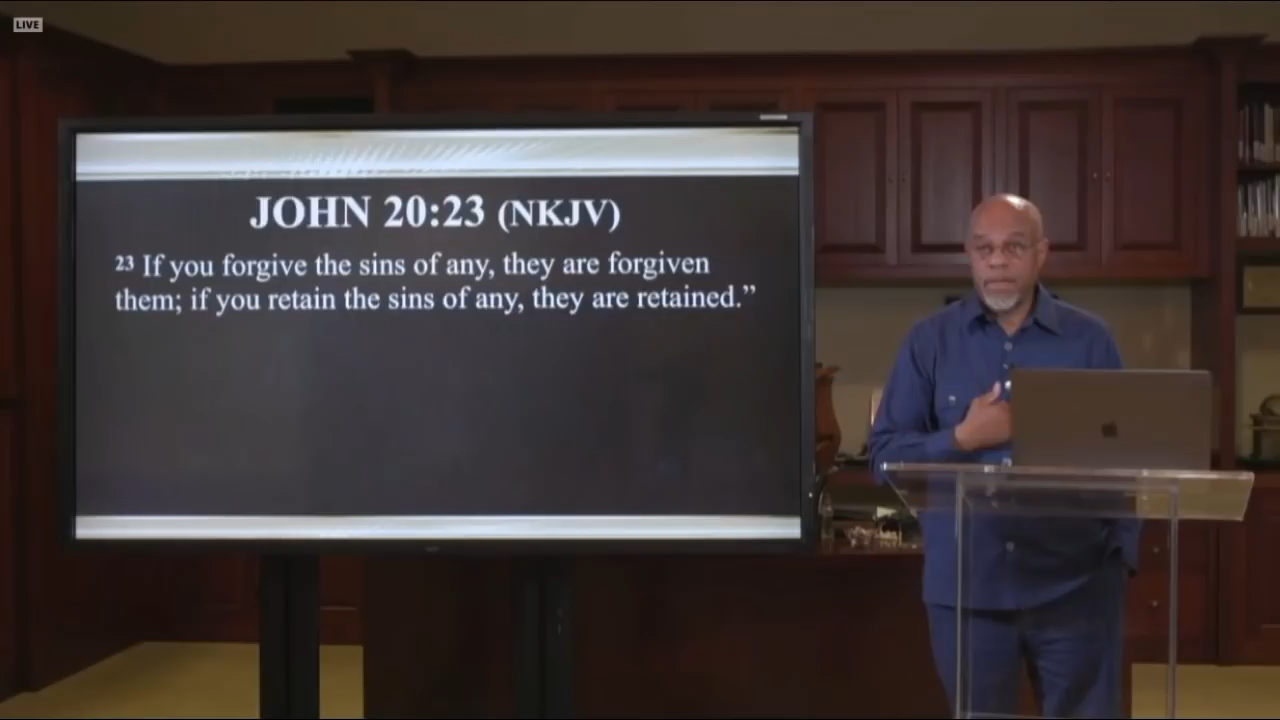 LIVE
JOHN 20:23 (NKJV)
23 If you forgive the sins of any, they are forgiven
them; if you retain the sins of any, they are retained.”